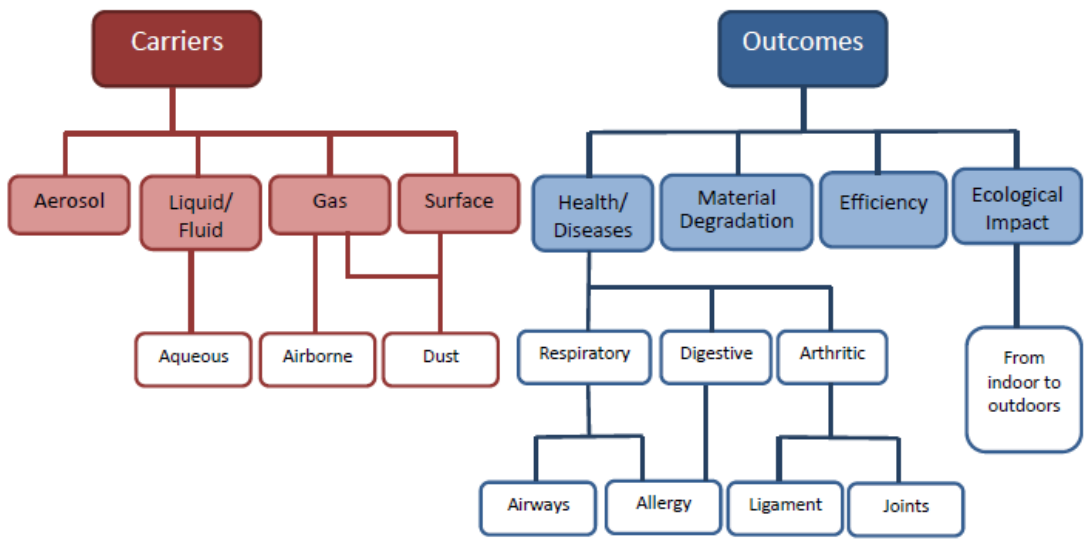 Carriers
Outcomes
Aerosol
Liquid/
Fluid
Gas
Surface
Health/
Diseases
Material
Degradation
Efficiency
Ecological
Impact
Aqueous
Airborne
Dust
Respiratory
Digestive
Arthritic
From
indoor to
outdoors
Airways
Allergy
Ligament
Joints